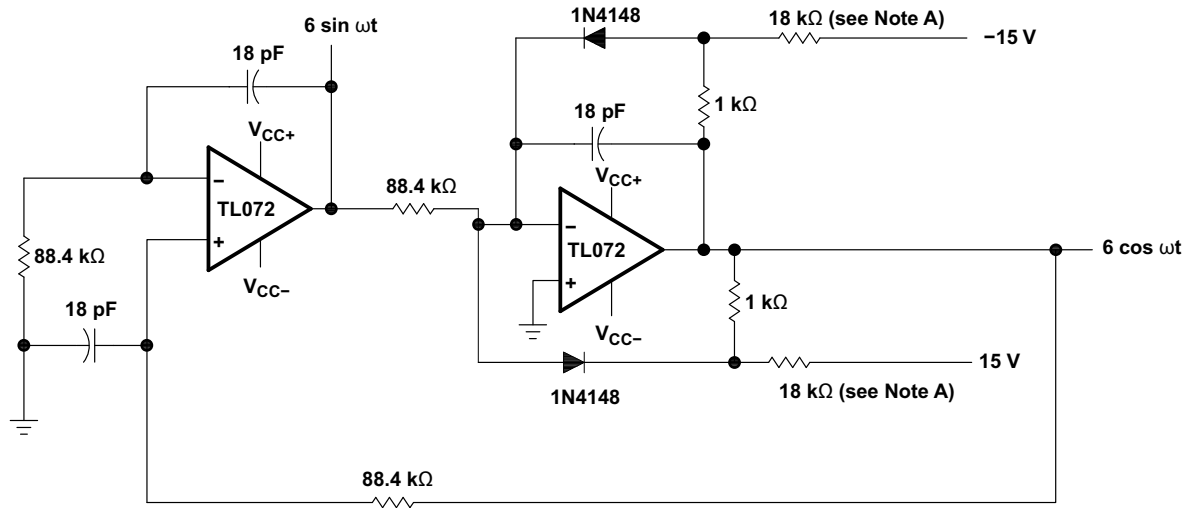 1N4148
18 kΩ (see Note A)
−15 V
6 sin ωt
18 pF
1 kΩ
18 pF
VCC+
−
TL072
+
VCC−
88.4 kΩ
88.4 kΩ
VCC+
−
TL072
+
VCC−
6 cos ωt
18 pF
1 kΩ
15 V
1N4148
18 kΩ (see Note A)
88.4 kΩ